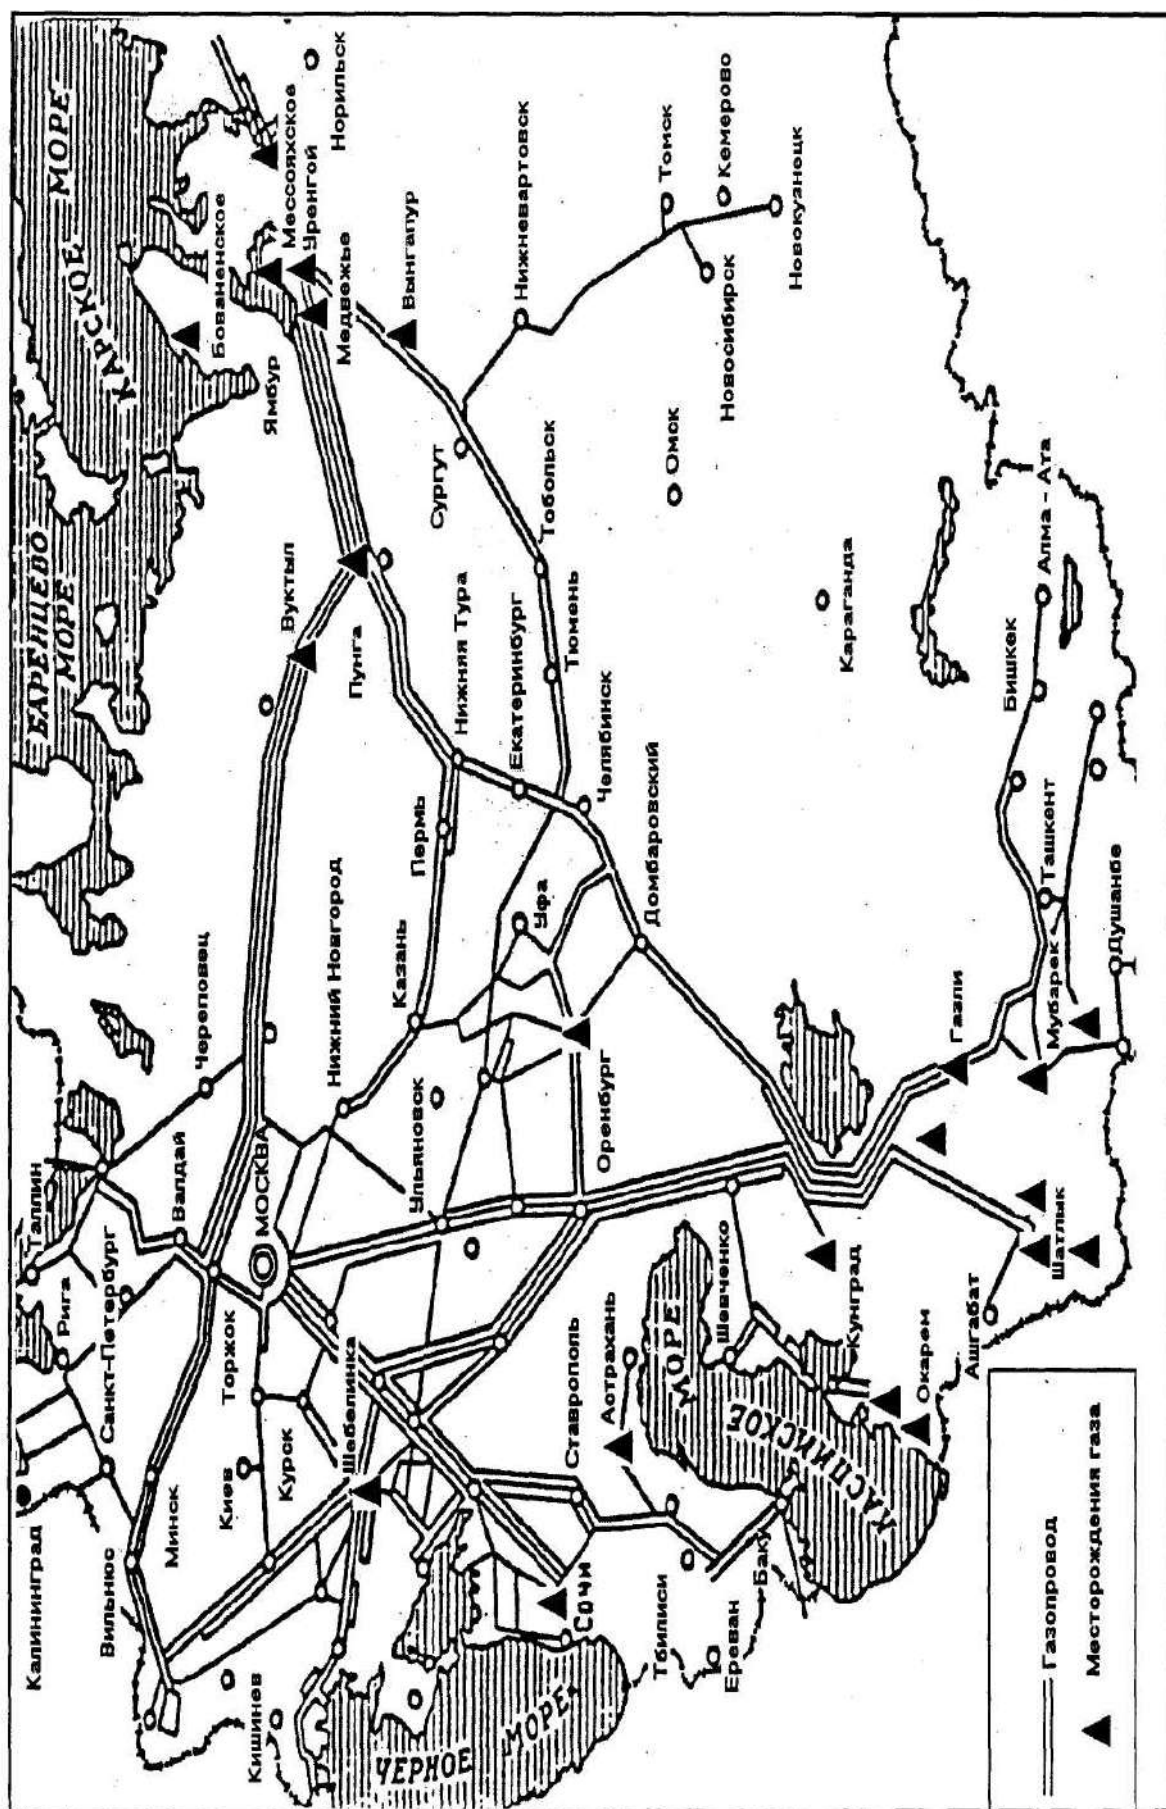 БАРЕНЦЕВО
МОРЕ
КАРСКОЕ МОРЕ
Норильск
Мессояхское
Уренгой
Бованенское
Ямбур
Медвежье
Вынгапур
Нижневартовск
Томск
Кемерово
Новосибирск
Новокузнецк
Сургут
Тобольск
Омск
Вуктыл
Пунга
Нижняя Тура
Екатеринбург
Тюмень
Челябинск
Караганда
Алма - Ата
Бишкек
Пермь
Домбаровский
Уфа
Нижний Новгород
Казань
Череповец
Ташкент
Душанбе
Мубарек
Газли
Оренбург
Ульяновск
МОСКВА
Валдай
Таллин
Рига
Санкт-Петербург
Торжок
Шебелинка
Курск
Киев
Минск
Вильнюс
Калининград
Кишинев
Ставрополь
Астрахань
Шевченко
Кунград
Шатлык
Ашгабат
Окарем
КАСПИЙСКОЕ
МОРЕ
Сочи
Тбилиси
Ереван
Баку
ЧЕРНОЕ
МОРЕ
Газопровод
Месторождения газа